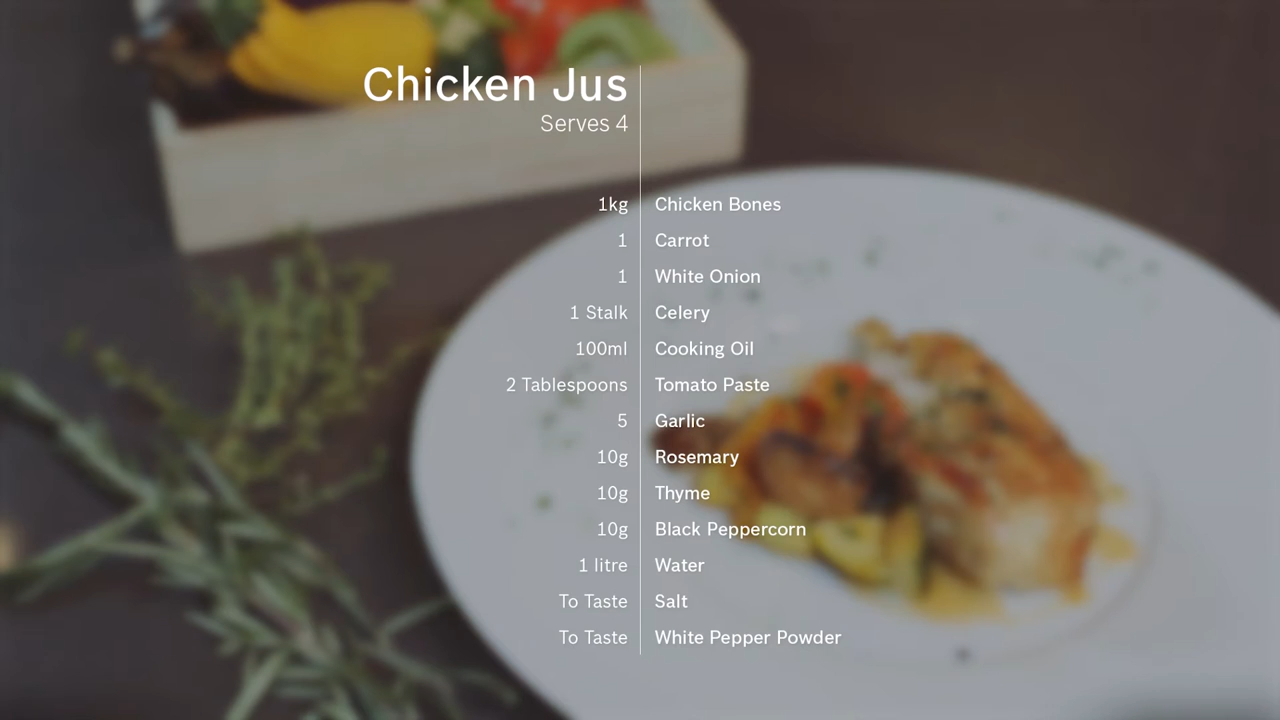 Chicken Jus
Serves 4
1kg Chicken Bones
1 Carrot
1 White Onion
1 Stalk Celery
100ml Cooking Oil
2 Tablespoons Tomato Paste
5 Garlic
10g Rosemary
10g Thyme
10g Black Peppercorn
1 litre Water
To Taste Salt
To Taste White Pepper Powder